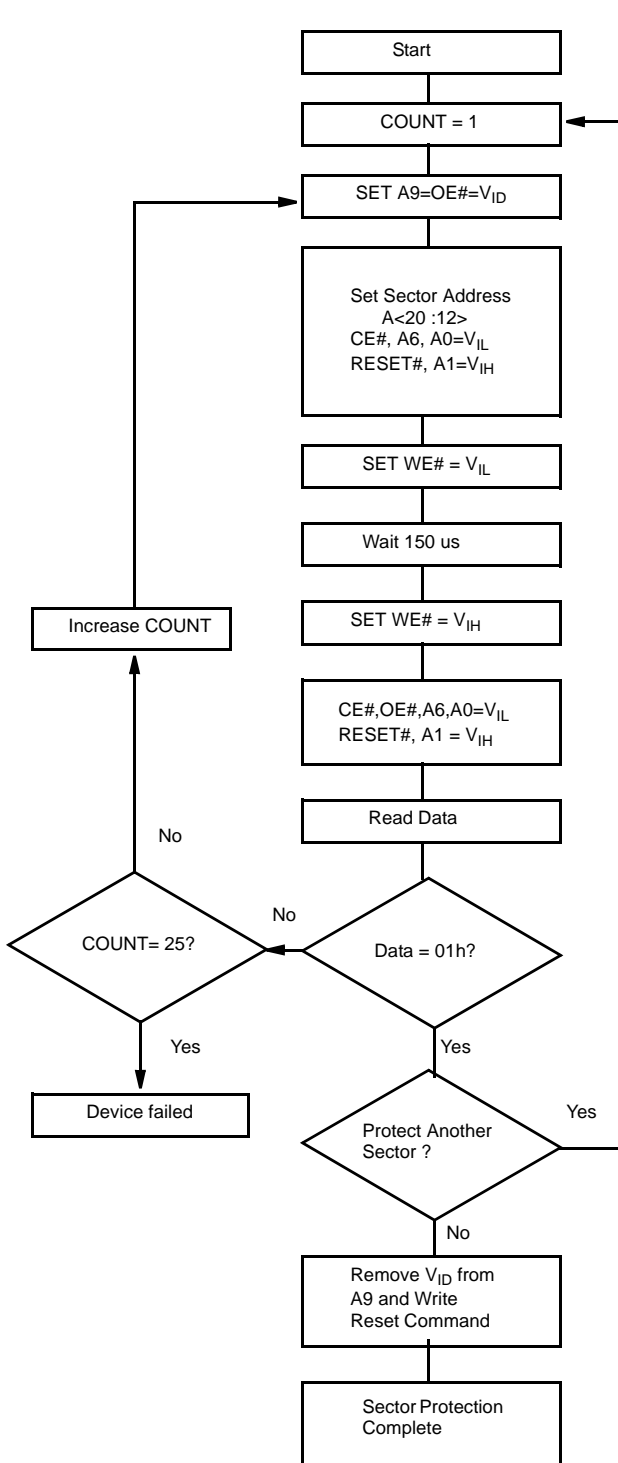 Start
COUNT = 1
SET A9=OE#=VID
Set Sector Address
A<20 :12>
CE#, A6, A0=VIL
RESET#, A1=VIH
SET WE# = VIL
Wait 150 us
Increase COUNT
SET WE# = VIH
CE#,OE#,A6,A0=VIL
RESET#, A1 = VIH
Read Data
No
No
COUNT= 25?
Data = 01h?
Yes
Yes
Device failed
Protect Another
Sector ?
Yes
No
Remove VID from
A9 and Write
Reset Command
Sector Protection
Complete